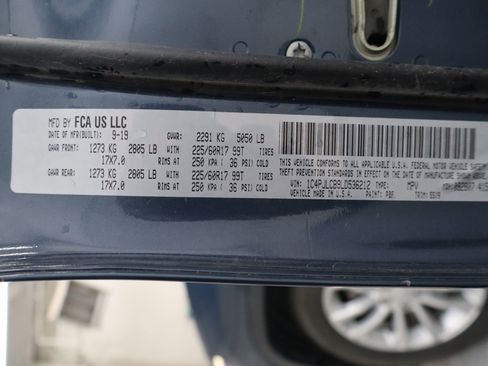 MFD BY FCA US LLC
DATE OF MFR(BUILT): 9-19 GVWR: 2291 KG 5050 LB
GAWR FRONT: 1273 KG 2805 LB WITH 225/60R17 99T TIRES
17X7.0 RIMS AT 250 KPA ( 36 PSI) COLD
GAWR REAR: 1273 KG 2805 LB WITH 225/60R17 99T TIRES
17X7.0 RIMS AT 250 KPA ( 36 PSI) COLD
THIS VEHICLE CONFORMS TO ALL APPLICABLE U.S.A. FEDERAL MOTOR VEHICLE SAFETY
THEFT PREVENTION STANDARDS IN EFFECT ON THE DATE OF MANUFACTURE SHOWN ABOVE.
VIN: 1C4PJLCB9LD536212 TYPE: MPV
VEHICLE MADE IN U.S.A. PAINT: PBF TRIM: